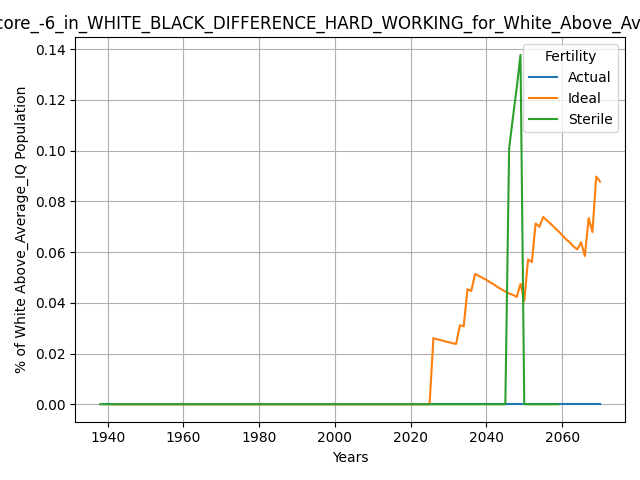 core_-6_in_WHITE_BLACK_DIFFERENCE_HARD_WORKING_for_White_Above_Av
% of White Above_Average_IQ Population
0.14
0.12
0.10
0.08
0.06
0.04
0.02
0.00
Fertility
Actual
Ideal
Sterile
1940 1960 1980 2000 2020 2040 2060
Years